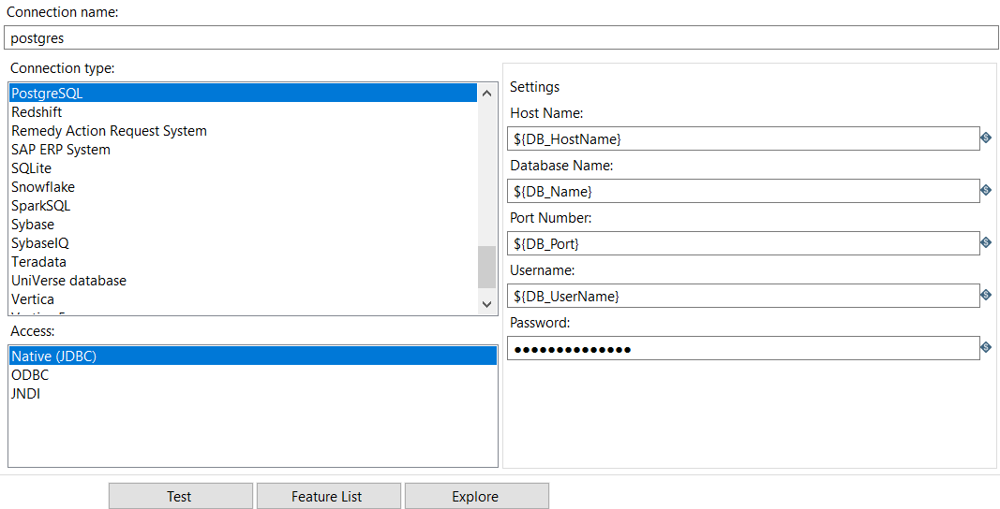 Connection name:
postgres
Connection type:
PostgreSQL
Redshift
Remedy Action Request System
SAP ERP System
SQLite
Snowflake
SparkSQL
Sybase
SybaseIQ
Teradata
UniVerse database
Vertica
Access:
Native (JDBC)
ODBC
JNDI
Settings
Host Name:
${DB_HostName}
Database Name:
${DB_Name}
Port Number:
${DB_Port}
Username:
${DB_UserName}
Password:
●●●●●●●●●●●●●●
Test
Feature List
Explore